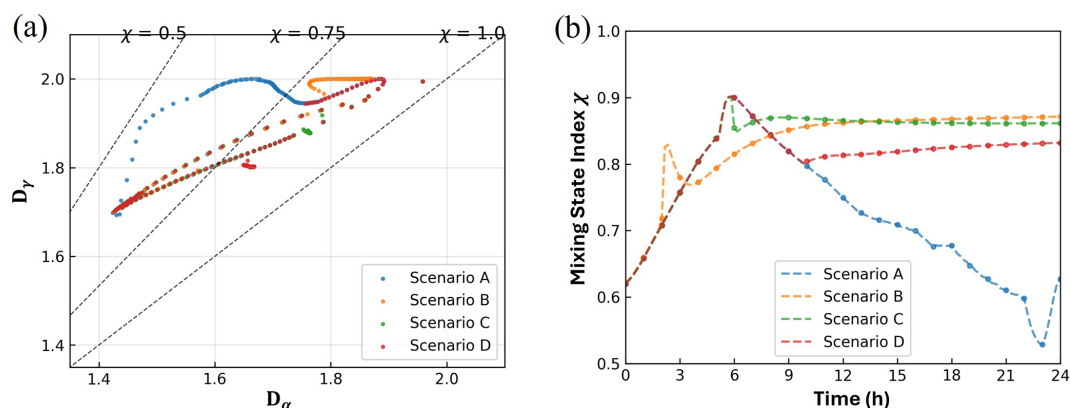 (a)
χ = 0.5
χ = 0.75
χ = 1.0
2.0
1.8
1.6
1.4
Dγ
Scenario A
Scenario B
Scenario C
Scenario D
1.4
1.6
1.8
2.0
Dα
(b)
1.0
0.9
0.8
0.7
0.6
0.5
Mixing State Index χ
Scenario A
Scenario B
Scenario C
Scenario D
0
3
6
9
12
15
18
21
24
Time (h)